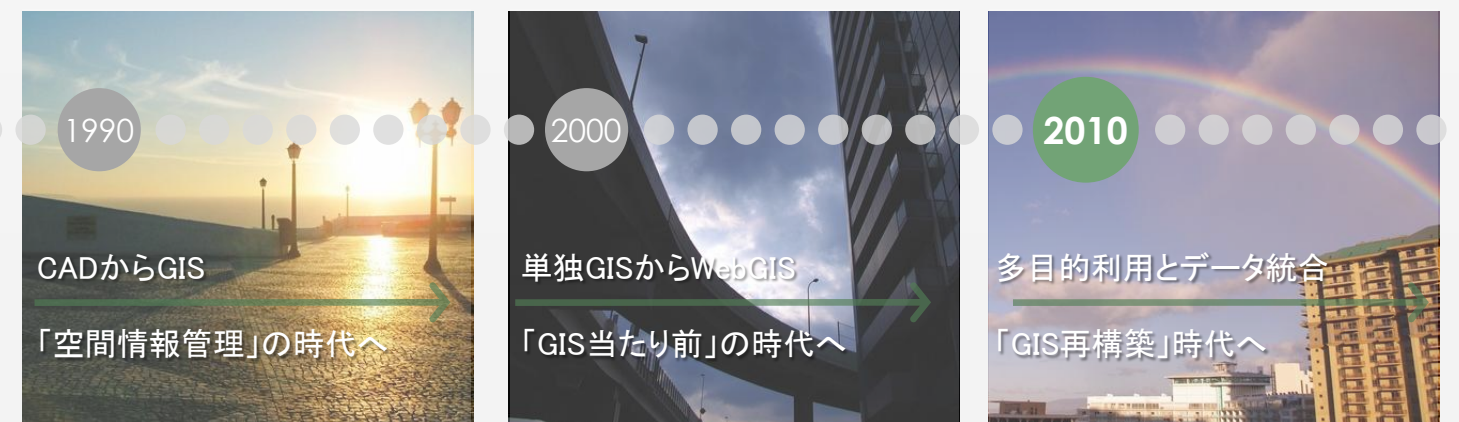 1990
CADからGIS
「空間情報管理」の時代へ
2000
単独GISからWebGIS
「GIS当たり前」の時代へ
2010
多目的利用とデータ統合
「GIS再構築」時代へ